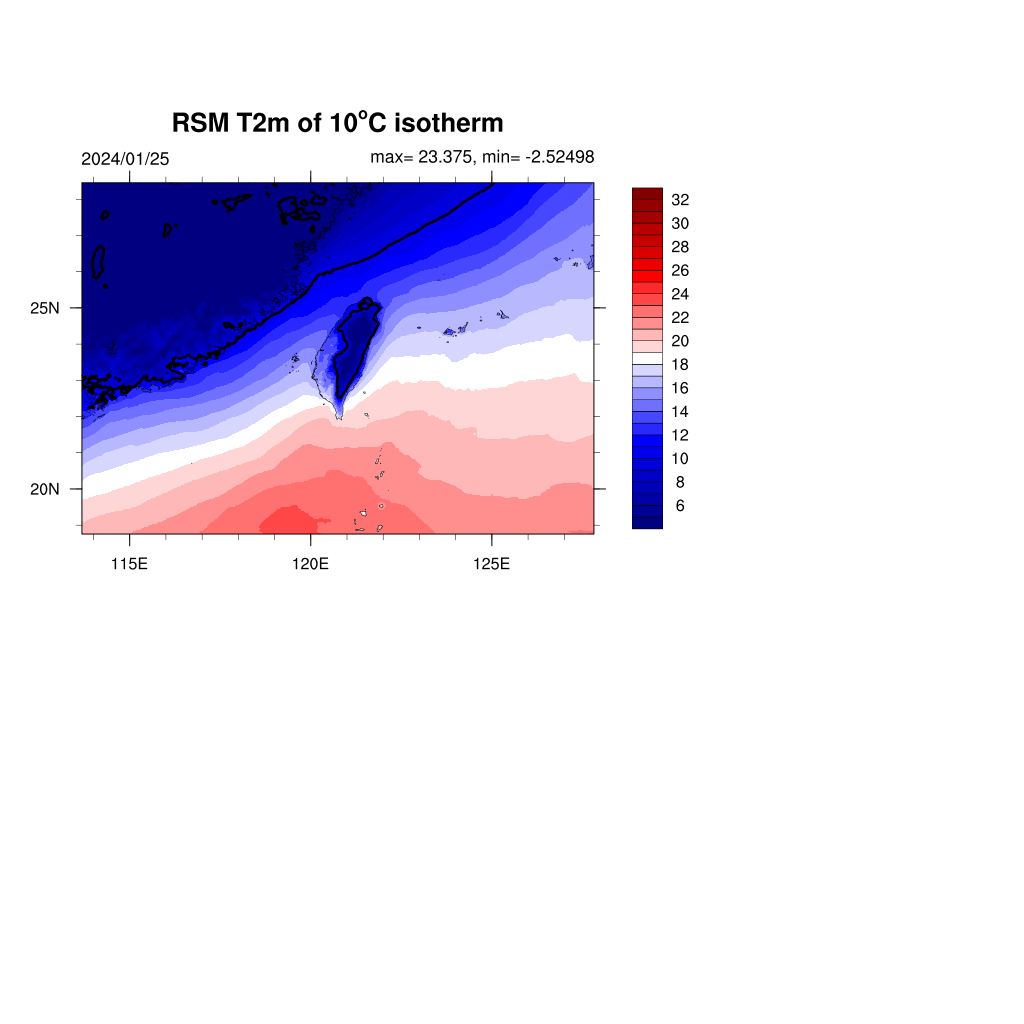 RSM T2m of 10°C isotherm
2024/01/25
max= 23.375, min= -2.52498
32
30
28
26
24
22
20
18
16
14
12
10
8
6
25N
20N
115E
120E
125E